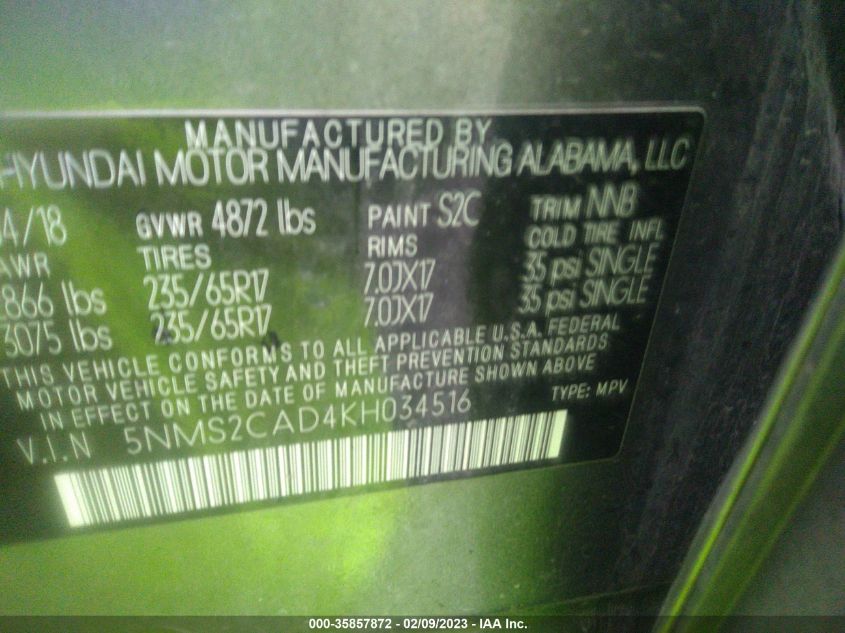 MANUFACTURED BY
HYUNDAI MOTOR MANUFACTURING ALABAMA, LLC
4/18 GVWR 4872 lbs PAINT S2C TRIM NNB
AWR TIRES RIMS COLD TIRE INFL
866 lbs 235/65R17 7.0JX17 35 psi SINGLE
3075 lbs 235/65R17 7.0JX17 35 psi SINGLE
THIS VEHICLE CONFORMS TO ALL APPLICABLE U.S.A. FEDERAL
MOTOR VEHICLE SAFETY AND THEFT PREVENTION STANDARDS
IN EFFECT ON THE DATE OF MANUFACTURE SHOWN ABOVE
V.I.N 5NMS2CAD4KH034516 TYPE: MPV
000-35857872 - 02/09/2023 - IAA Inc.